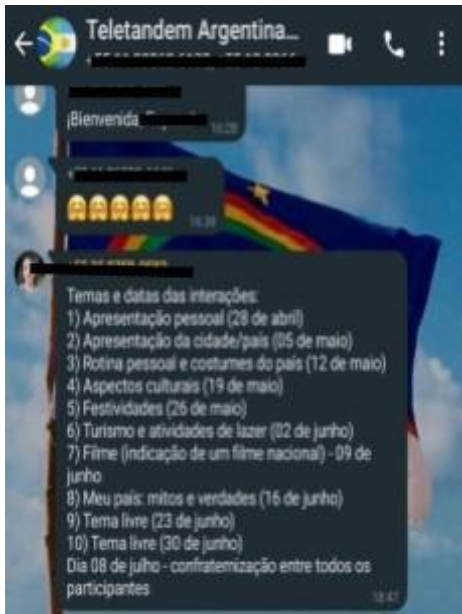 Teletandem Argentina...
¡Bienvenida
16:28
Temas e datas das interações:
1) Apresentação pessoal (28 de abril)
2) Apresentação da cidade/país (05 de maio)
3) Rotina pessoal e costumes do país (12 de maio)
4) Aspectos culturais (19 de maio)
5) Festividades (26 de maio)
6) Turismo e atividades de lazer (02 de junho)
7) Filme (indicação de um filme nacional) - 09 de
junho
8) Meu país: mitos e verdades (16 de junho)
9) Tema livre (23 de junho)
10) Tema livre (30 de junho)
Dia 08 de julho - confraternização entre todos os
participantes
18:47